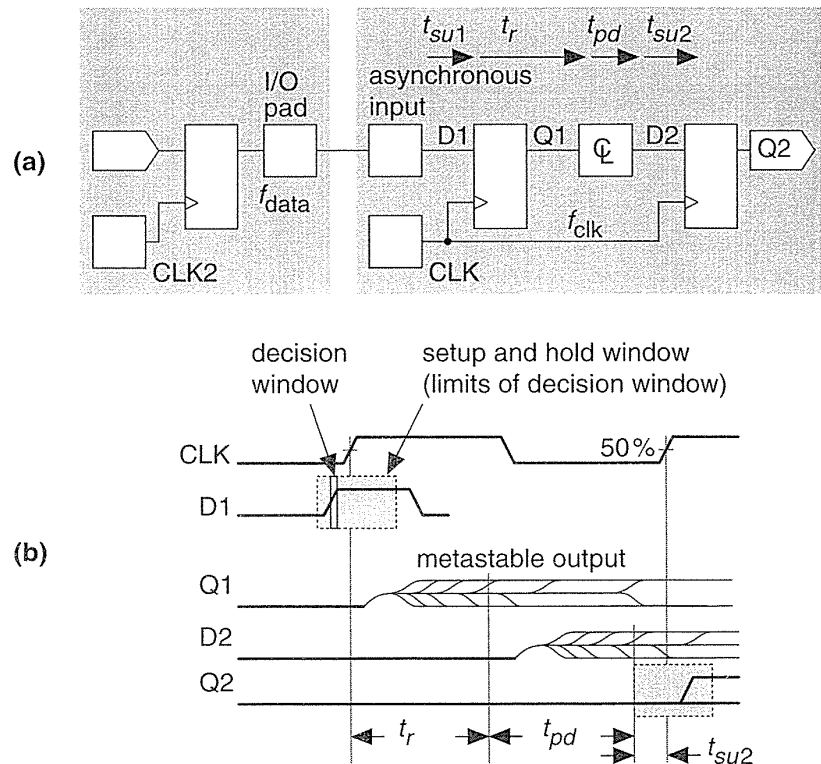 (a)
t_su1 t_r t_pd t_su2
I/O pad
asynchronous input
D1 Q1 CL D2 Q2
f_data
f_clk
CLK2
CLK
(b)
decision window
setup and hold window (limits of decision window)
CLK
50%
D1
metastable output
Q1
D2
Q2
t_r t_pd t_su2